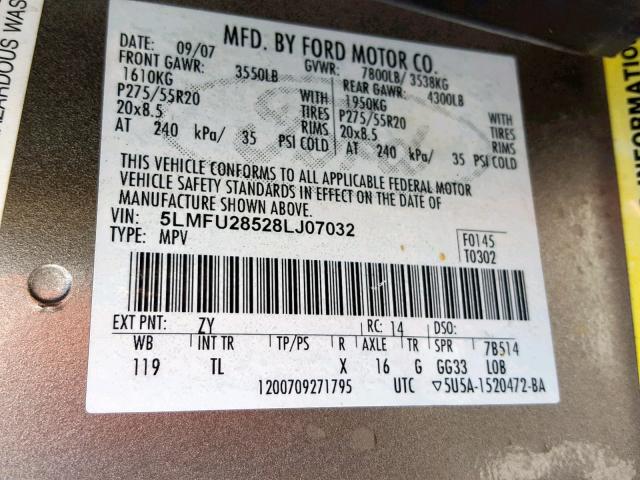 MFD. BY FORD MOTOR CO.
DATE: 09/07 GVWR: 7800LB/ 3538KG
FRONT GAWR: 3550LB REAR GAWR: 4300LB
1610KG WITH 1950KG WITH
P275/55R20 RIMS P275/55R20 RIMS
20x8.5 20x8.5
AT 240 kPa/ 35 PSI COLD AT 240 kPa/ 35 PSI COLD
THIS VEHICLE CONFORMS TO ALL APPLICABLE FEDERAL MOTOR
VEHICLE SAFETY STANDARDS IN EFFECT ON THE DATE OF
MANUFACTURE SHOWN ABOVE.
VIN: 5LMFU28528LJ07032
TYPE: MPV
F0145
T0302
EXT PNT: ZY RC: 14 DSO:
WB INT TR TP/PS R AXLE TR SPR 7B514
119 TL X 16 G GG33 LOB
1200709271795 UTC ▽5U5A-1520472-BA
HAZARDOUS WAS
INFORMATIO